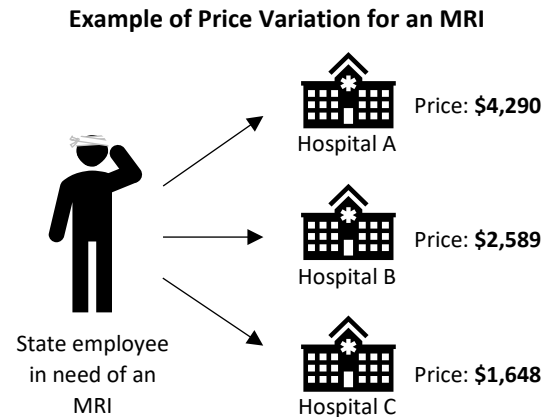 Example of Price Variation for an MRI
Price: $4,290
Hospital A
Price: $2,589
Hospital B
State employee
in need of an
MRI
Price: $1,648
Hospital C